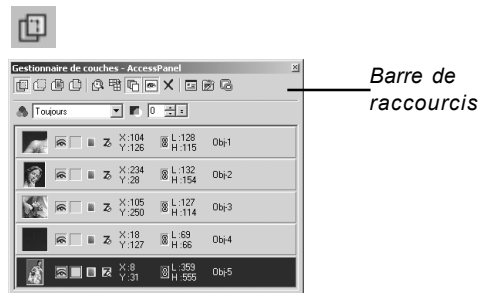 Gestionnaire de couches - AccessPanel
Barre de
raccourcis
Toujours 0
X:104 L:128 Obj-1
Y:126 H:115
X:234 L:132 Obj-2
Y:28 H:154
X:105 L:127 Obj-3
Y:250 H:114
X:18 L:69 Obj-4
Y:127 H:66
X:8 L:359 Obj-5
Y:31 H:555